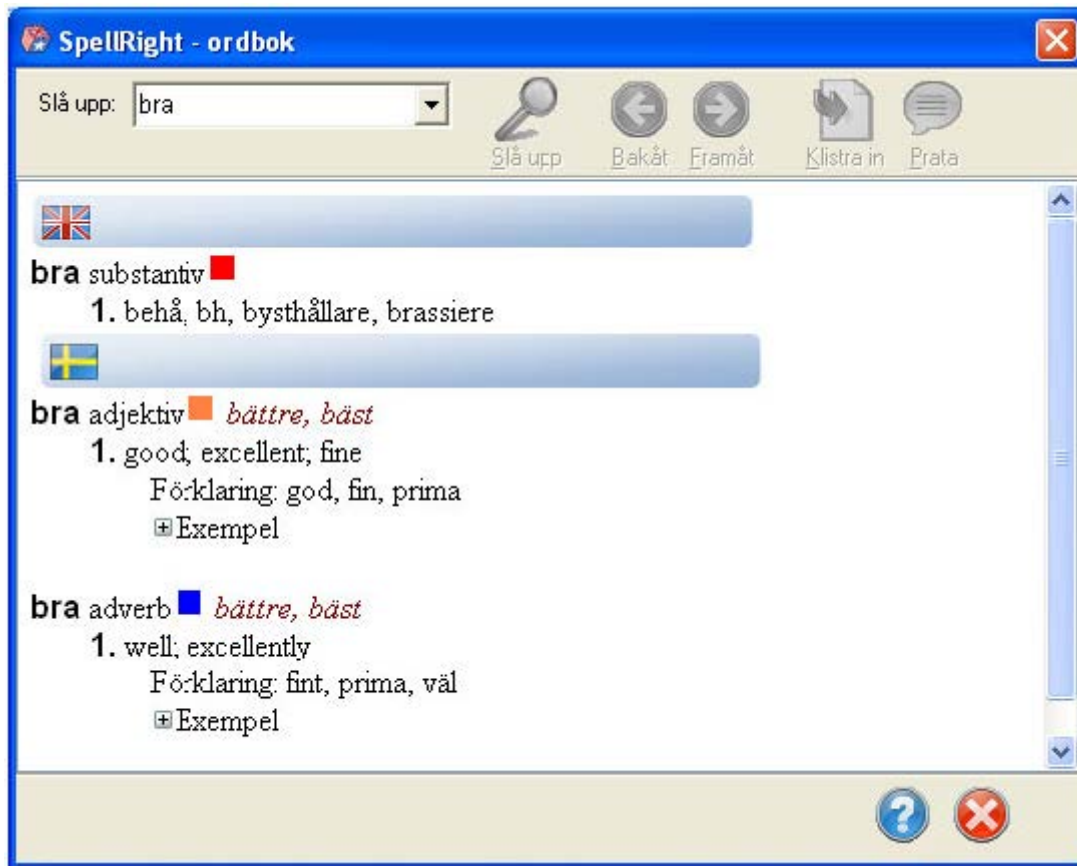 SpellRight - ordbok
Slå upp: bra
Slå upp Bakåt Framåt Klistra in Prata
bra substantiv
1. behå, bh, bysthållare, brassiere
bra adjektiv bättre, bäst
1. good; excellent; fine
Förklaring: god, fin, prima
Exempel
bra adverb bättre, bäst
1. well; excellently
Förklaring: fint, prima, väl
Exempel